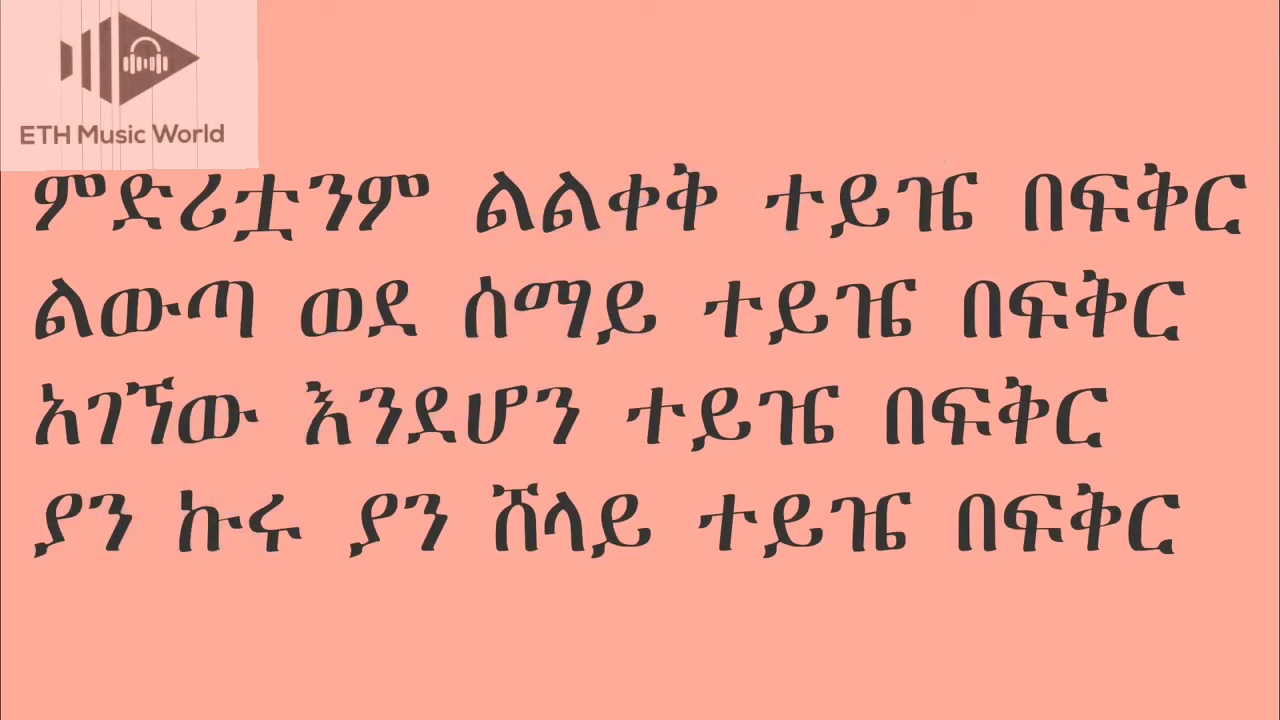 ETH Music World
ምድሪቷንም ልልቀቅ ተይዤ በፍቅር
ልውጣ ወደ ሰማይ ተይዤ በፍቅር
አገኘው እንደሆን ተይዤ በፍቅር
ያን ኩሩ ያን ሸላይ ተይዤ በፍቅር